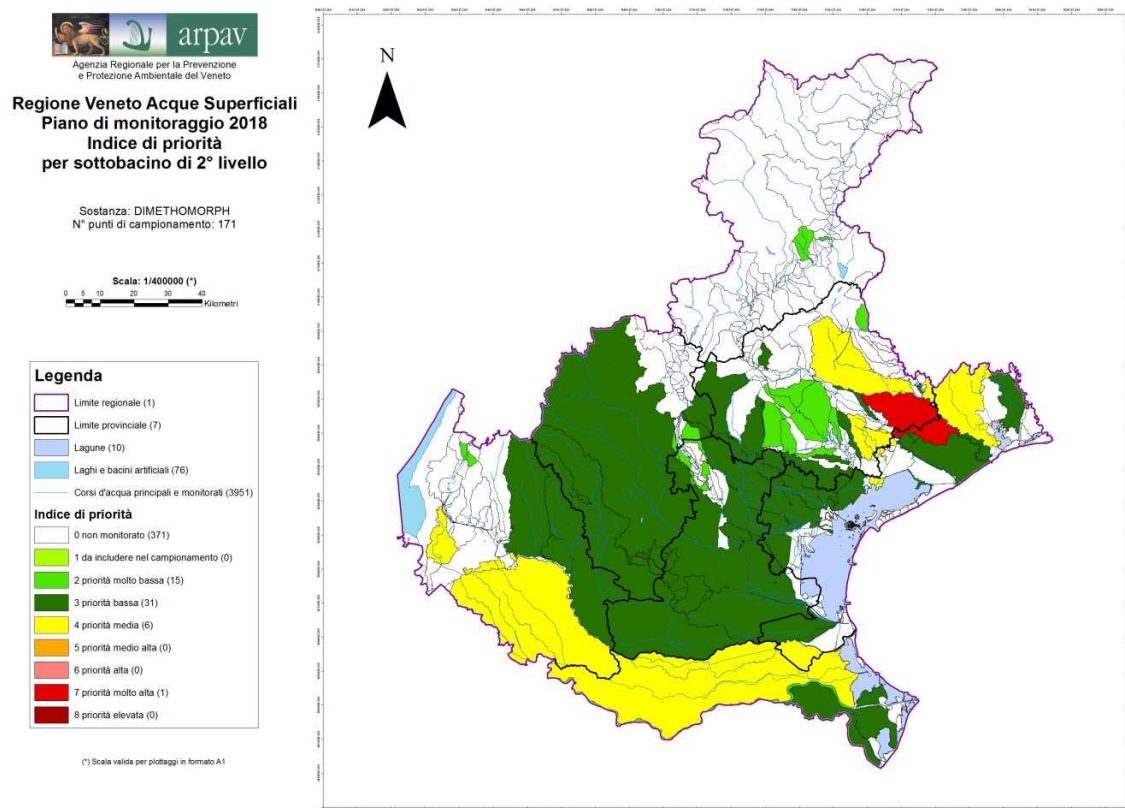 arpav
Agenzia Regionale per la Prevenzione
e Protezione Ambientale del Veneto
Regione Veneto Acque Superficiali
Piano di monitoraggio 2018
Indice di priorità
per sottobacino di 2° livello
Sostanza: DIMETHOMORPH
N° punti di campionamento: 171
Scala: 1/400000 (*)
0 5 10 20 30 40
Kilometri
N
Legenda
Limite regionale (1)
Limite provinciale (7)
Lagune (10)
Laghi e bacini artificiali (76)
Corsi d'acqua principali e monitorati (3951)
Indice di priorità
0 non monitorato (371)
1 da includere nel campionamento (0)
2 priorità molto bassa (15)
3 priorità bassa (31)
4 priorità media (6)
5 priorità medio alta (0)
6 priorità alta (0)
7 priorità molto alta (1)
8 priorità elevata (0)
(*) Scala valida per plottaggi in formato A1